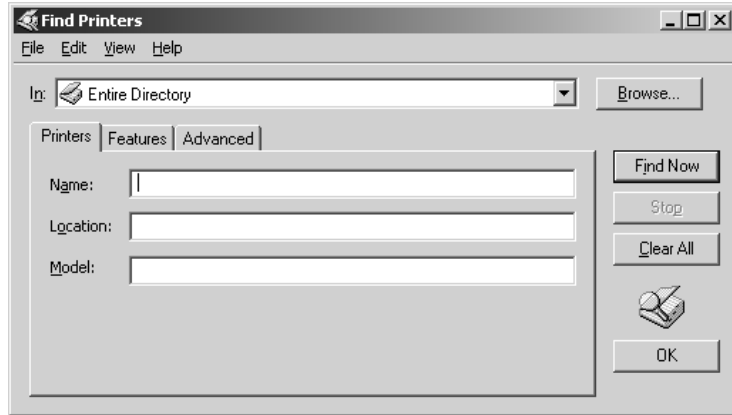 Find Printers
File Edit View Help
In: Entire Directory Browse...
Printers Features Advanced
Name:
Location:
Model:
Find Now
Stop
Clear All
OK